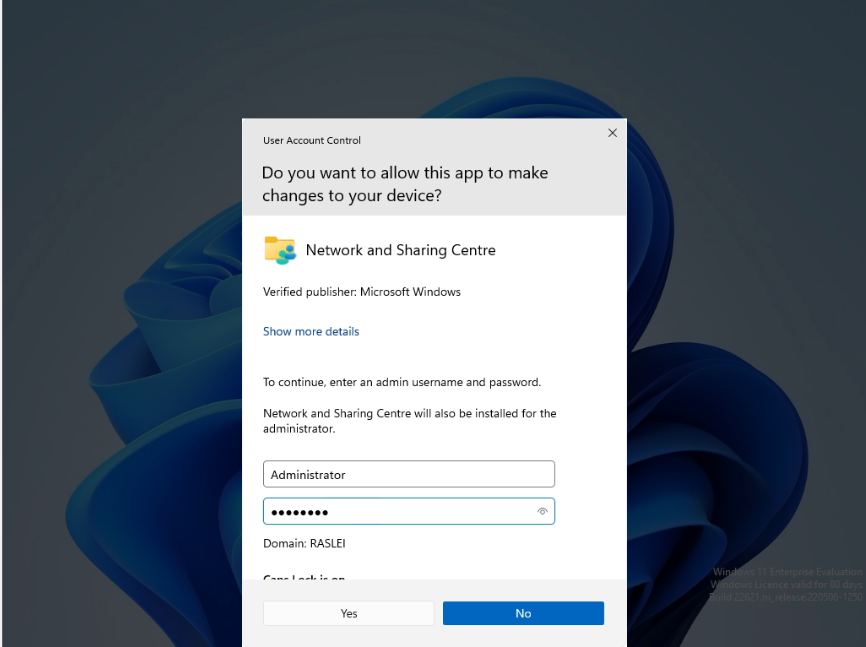 User Account Control
Do you want to allow this app to make
changes to your device?
Network and Sharing Centre
Verified publisher: Microsoft Windows
Show more details
To continue, enter an admin username and password.
Network and Sharing Centre will also be installed for the
administrator.
Administrator
••••••••
Domain: RASLEI
Caps Lock is on
Yes
No
Windows 11 Enterprise Evaluation
Windows Licence valid for 80 days
Build 22621.ni_release.220506-1250